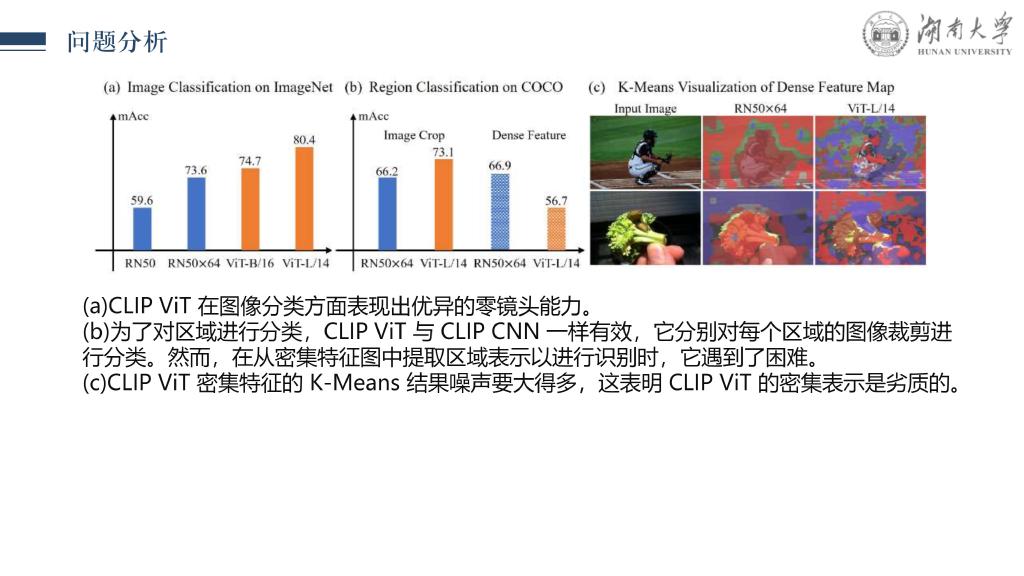 问题分析
湖南大学
HUNAN UNIVERSITY
(a) Image Classification on ImageNet
mAcc
59.6
73.6
74.7
80.4
RN50 RN50×64 ViT-B/16 ViT-L/14
(b) Region Classification on COCO
mAcc
Image Crop Dense Feature
66.2
73.1
66.9
56.7
RN50×64 ViT-L/14 RN50×64 ViT-L/14
(c) K-Means Visualization of Dense Feature Map
Input Image RN50×64 ViT-L/14
(a)CLIP ViT 在图像分类方面表现出优异的零镜头能力。
(b)为了对区域进行分类，CLIP ViT 与 CLIP CNN 一样有效，它分别对每个区域的图像裁剪进
行分类。然而，在从密集特征图中提取区域表示以进行识别时，它遇到了困难。
(c)CLIP ViT 密集特征的 K-Means 结果噪声要大得多，这表明 CLIP ViT 的密集表示是劣质的。